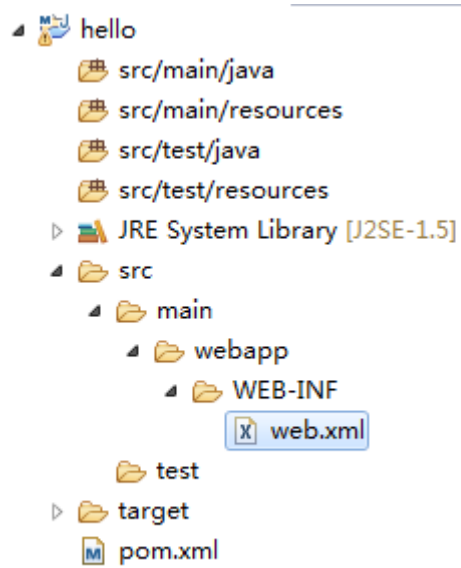 hello
src/main/java
src/main/resources
src/test/java
src/test/resources
JRE System Library [J2SE-1.5]
src
main
webapp
WEB-INF
web.xml
test
target
pom.xml